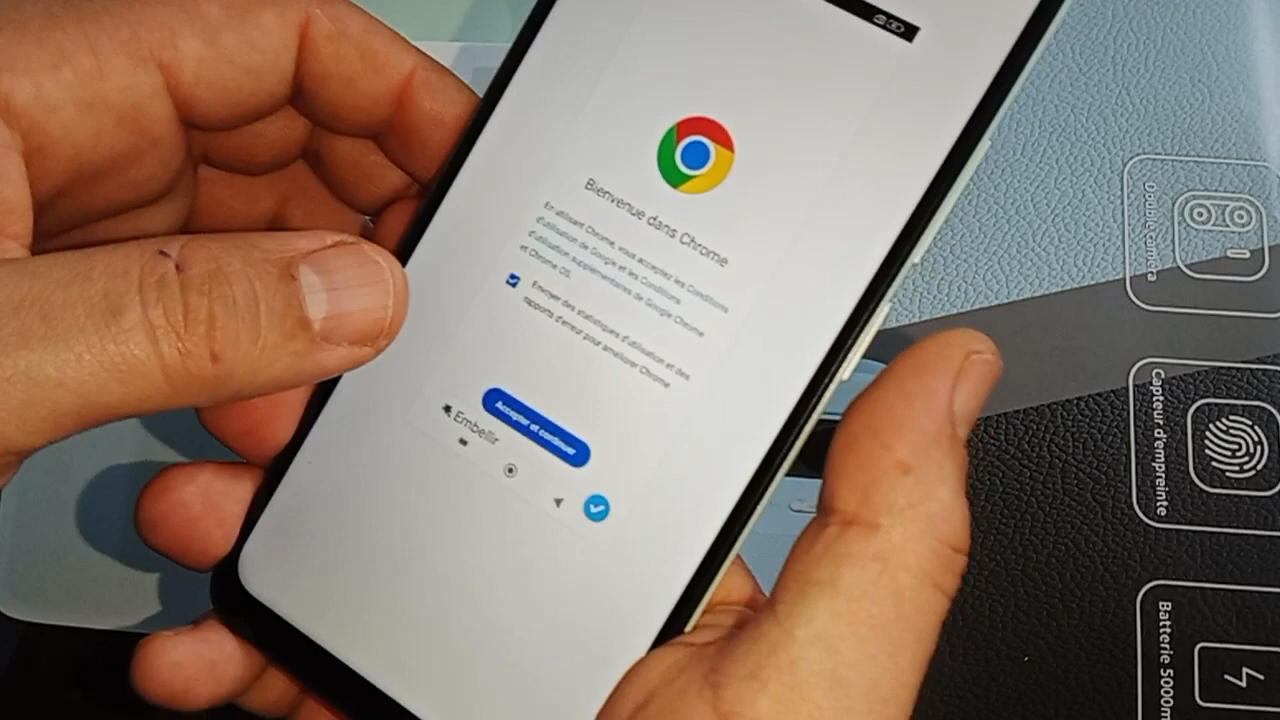 Bienvenue dans Chrome
En utilisant Chrome, vous acceptez les Conditions
d'utilisation de Google et les Conditions
d'utilisation supplémentaires de Google Chrome
et Chrome OS.
Envoyer des statistiques d'utilisation et des
rapports d'erreur pour améliorer Chrome
Accepter et continuer
Embellir
Double caméra
Capteur d'empreinte
Batterie 5000m